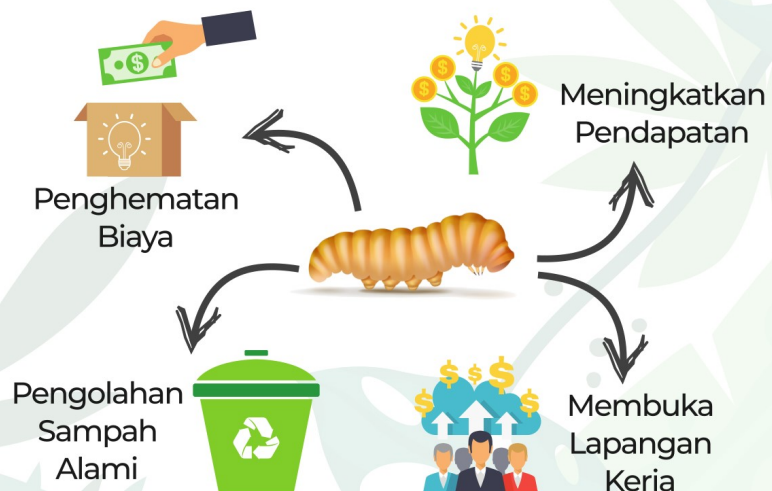 Meningkatkan
Pendapatan
Penghematan
Biaya
Pengolahan
Sampah
Alami
Membuka
Lapangan
Kerja